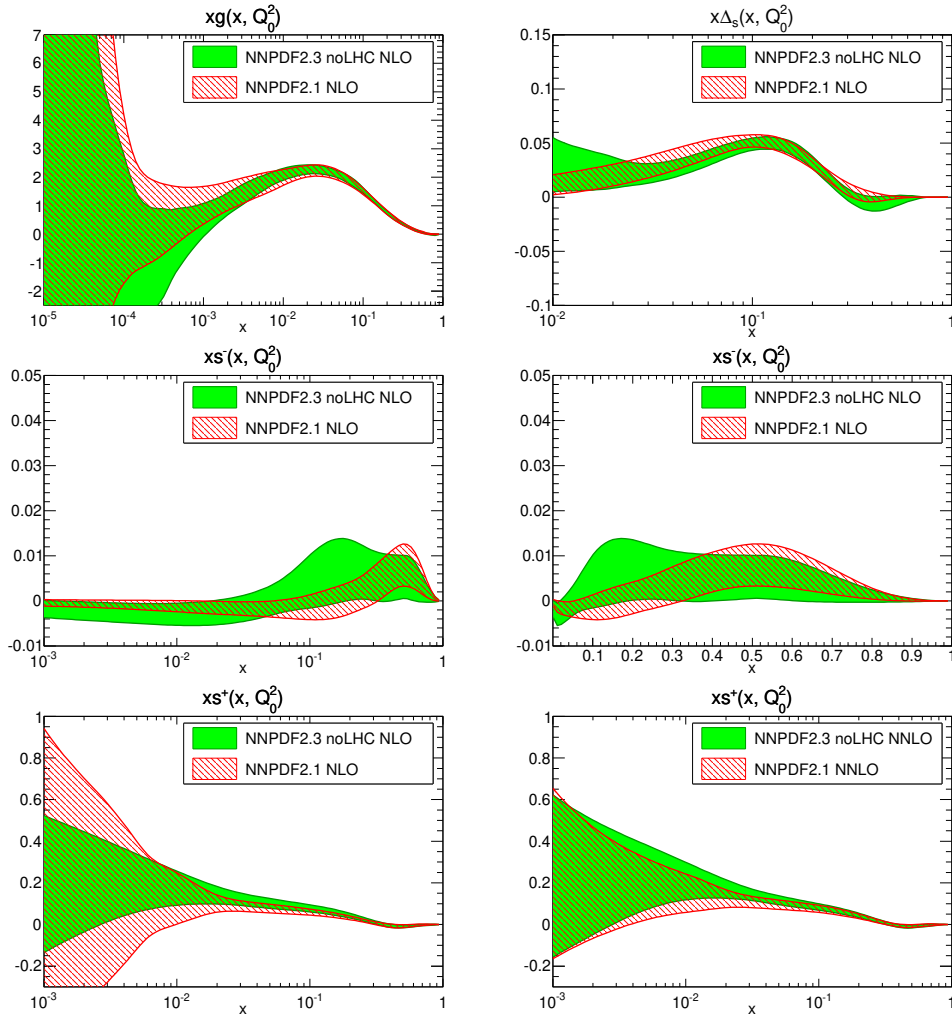 xg(x, Q₀²)
7
6
5
4
3
2
1
0
-1
-2
NNPDF2.3 noLHC NLO
NNPDF2.1 NLO
10⁻⁵ 10⁻⁴ 10⁻³ 10⁻² 10⁻¹ 1
x
xΔₛ(x, Q₀²)
0.15
0.1
0.05
0
-0.05
-0.1
NNPDF2.3 noLHC NLO
NNPDF2.1 NLO
10⁻² 10⁻¹ 1
x
xs⁻(x, Q₀²)
0.05
0.04
0.03
0.02
0.01
0
-0.01
NNPDF2.3 noLHC NLO
NNPDF2.1 NLO
10⁻³ 10⁻² 10⁻¹ 1
x
xs⁻(x, Q₀²)
0.05
0.04
0.03
0.02
0.01
0
-0.01
NNPDF2.3 noLHC NLO
NNPDF2.1 NLO
0.1 0.2 0.3 0.4 0.5 0.6 0.7 0.8 0.9 1
x
xs⁺(x, Q₀²)
1
0.8
0.6
0.4
0.2
0
-0.2
NNPDF2.3 noLHC NLO
NNPDF2.1 NLO
10⁻³ 10⁻² 10⁻¹ 1
x
xs⁺(x, Q₀²)
1
0.8
0.6
0.4
0.2
0
-0.2
NNPDF2.3 noLHC NNLO
NNPDF2.1 NNLO
10⁻³ 10⁻² 10⁻¹ 1
x